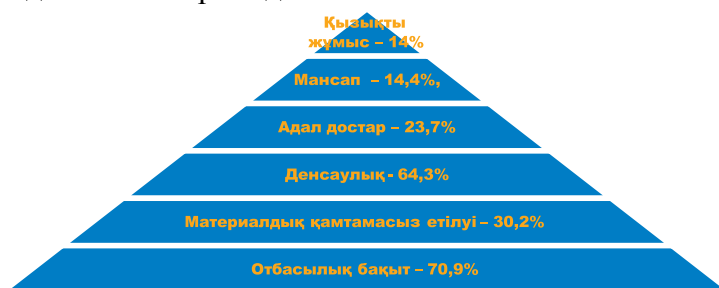 Қызықты
жұмыс – 14%
Мансап – 14,4%,
Адал достар – 23,7%
Денсаулық - 64,3%
Материалдық қамтамасыз етілуі – 30,2%
Отбасылық бақыт – 70,9%